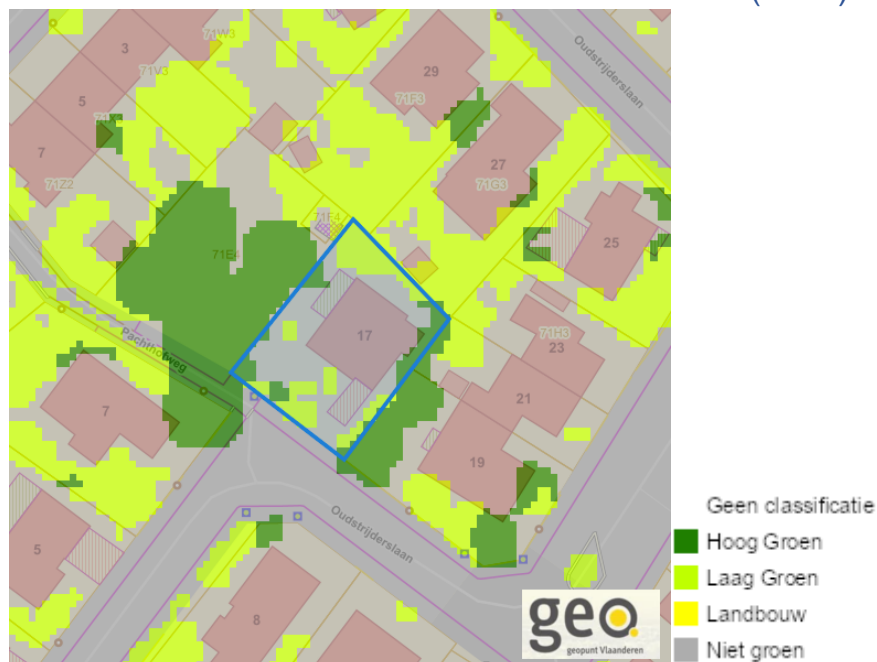 3
71W3
71V3
5
7
71Z2
29
71F3
Oudstrijderslaan
27
71G3
25
71F4
71E4
17
71H3
23
21
19
Pachthofweg
7
5
Oudstrijderslaan
8
geo.
geopunt Vlaanderen
Geen classificatie
Hoog Groen
Laag Groen
Landbouw
Niet groen